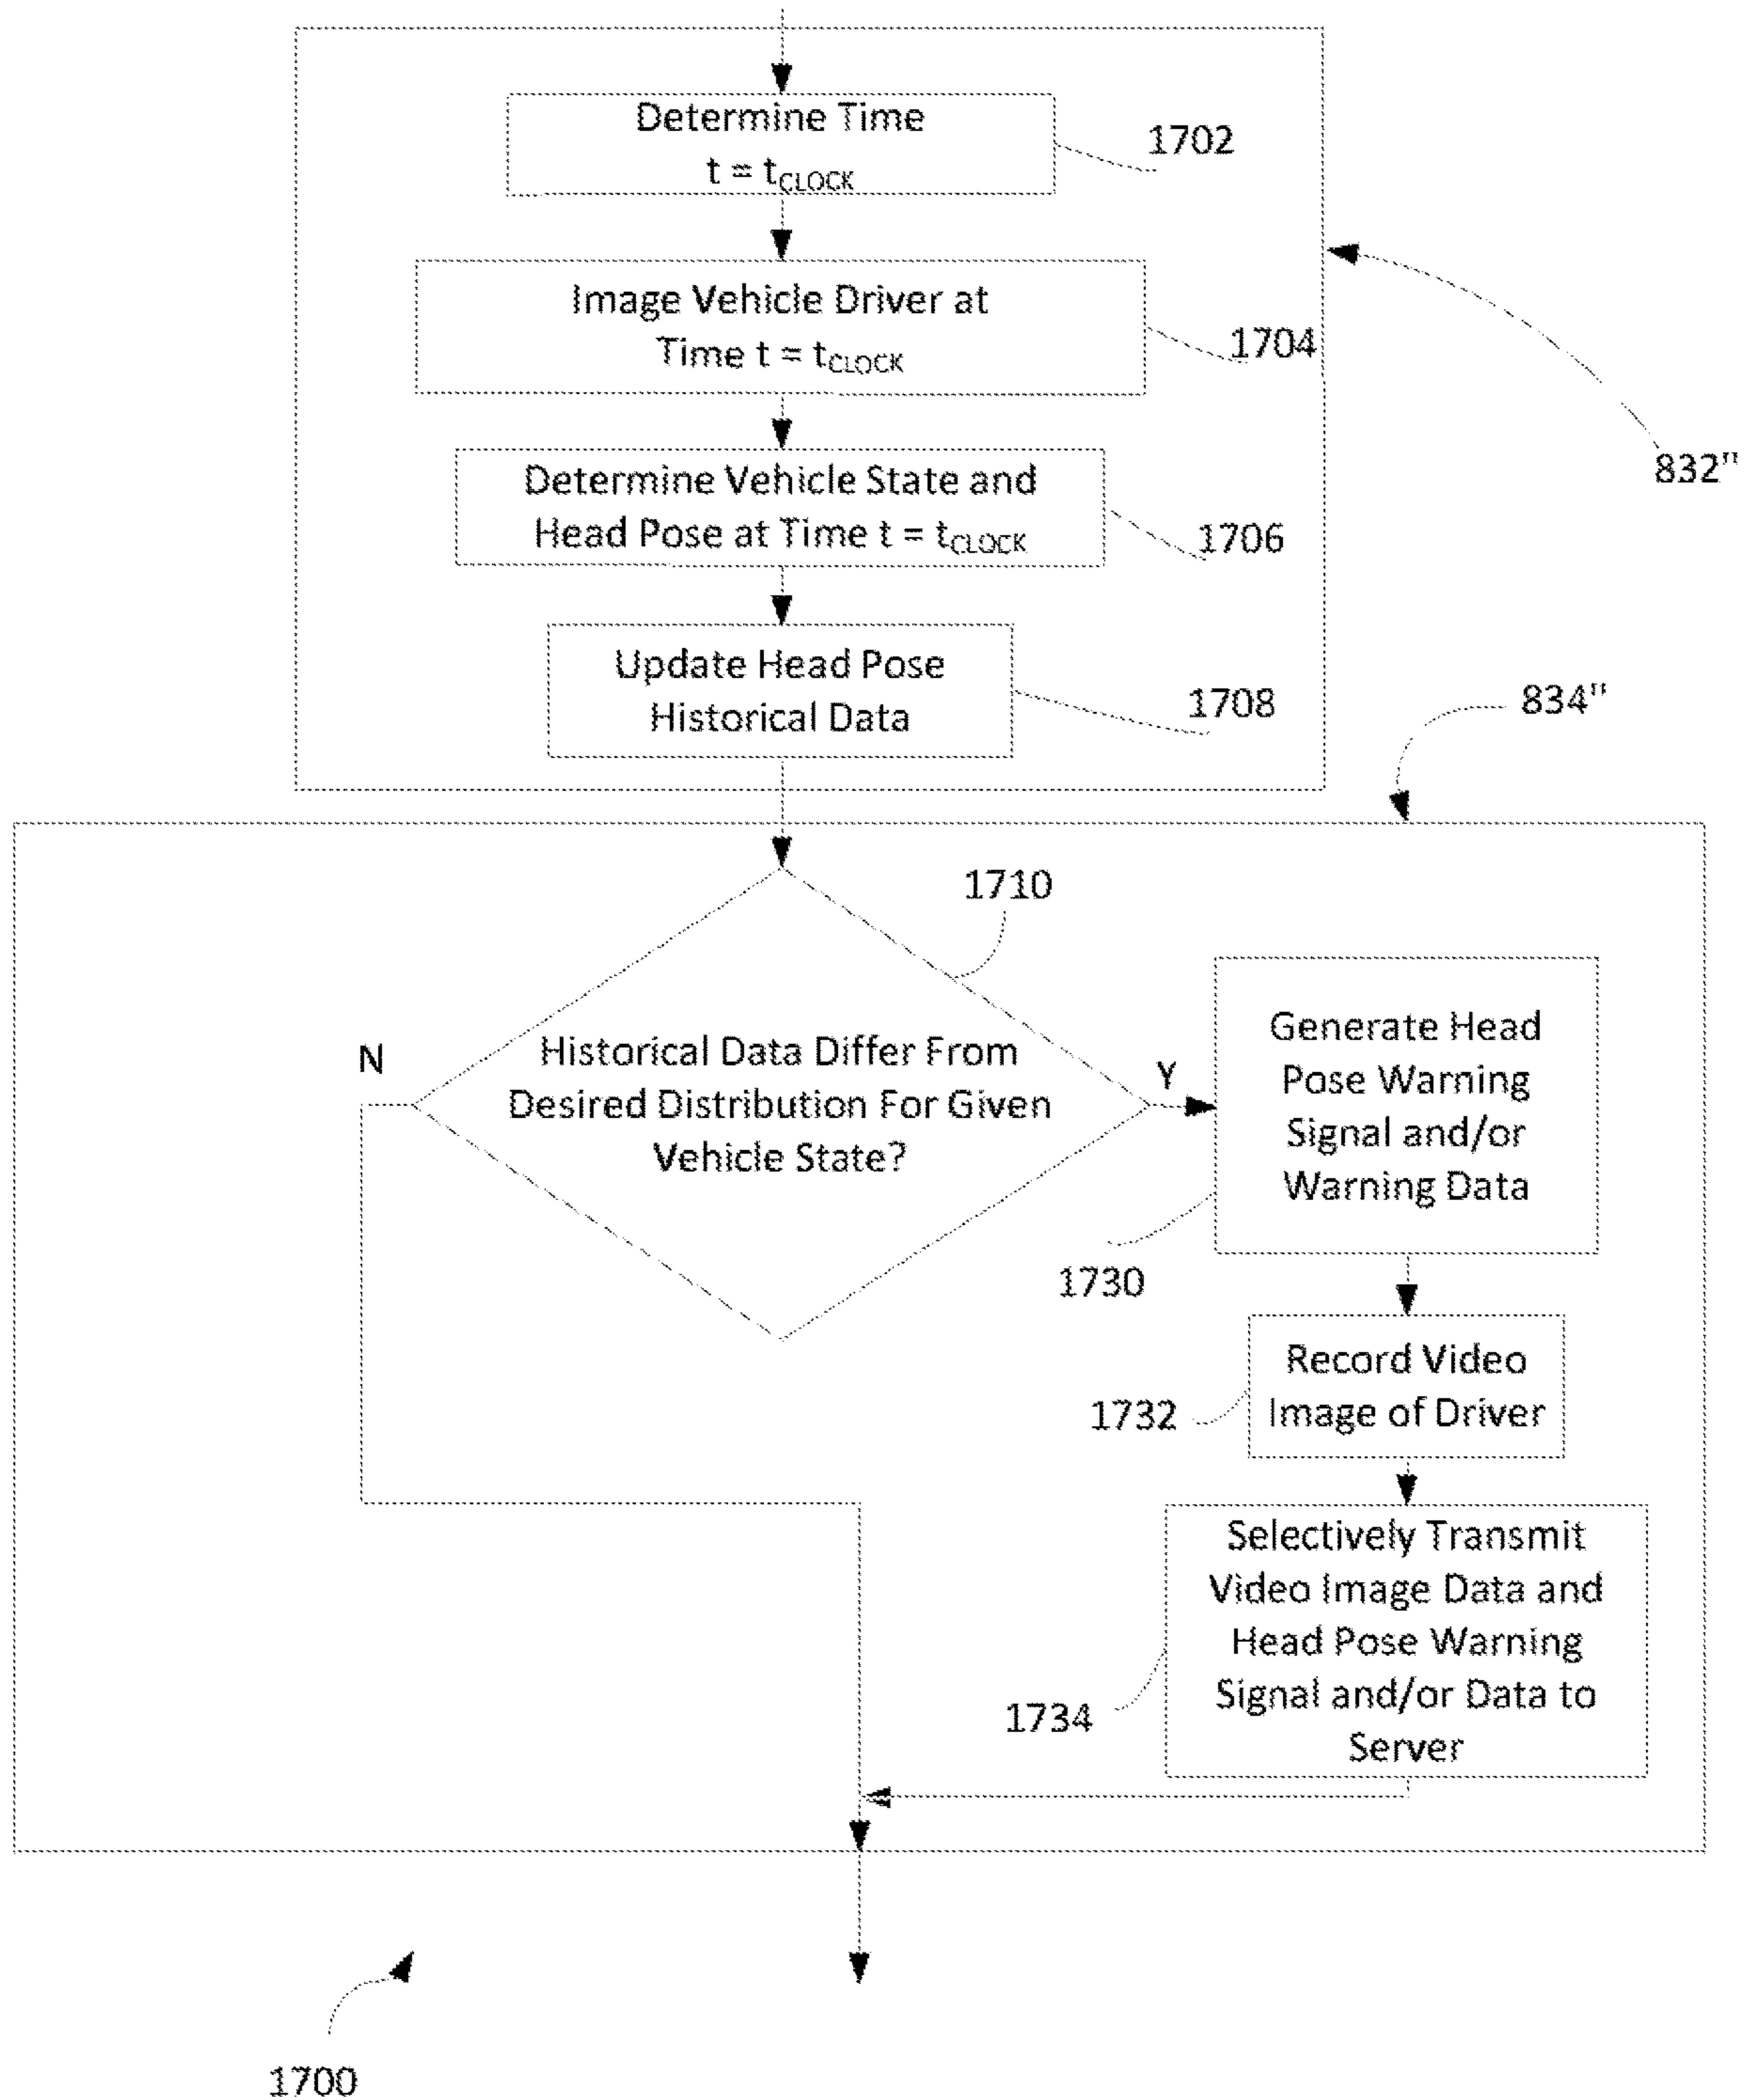 Determine Time
t = tCLOCK
1702
Image Vehicle Driver at
Time t = tCLOCK
1704
832"
Determine Vehicle State and
Head Pose at Time t = tCLOCK
1706
Update Head Pose
Historical Data
1708
834"
1710
N
Historical Data Differ From
Desired Distribution For Given
Vehicle State?
Y
Generate Head
Pose Warning
Signal and/or
Warning Data
1730
Record Video
Image of Driver
1732
Selectively Transmit
Video Image Data and
Head Pose Warning
Signal and/or Data to
Server
1734
1700